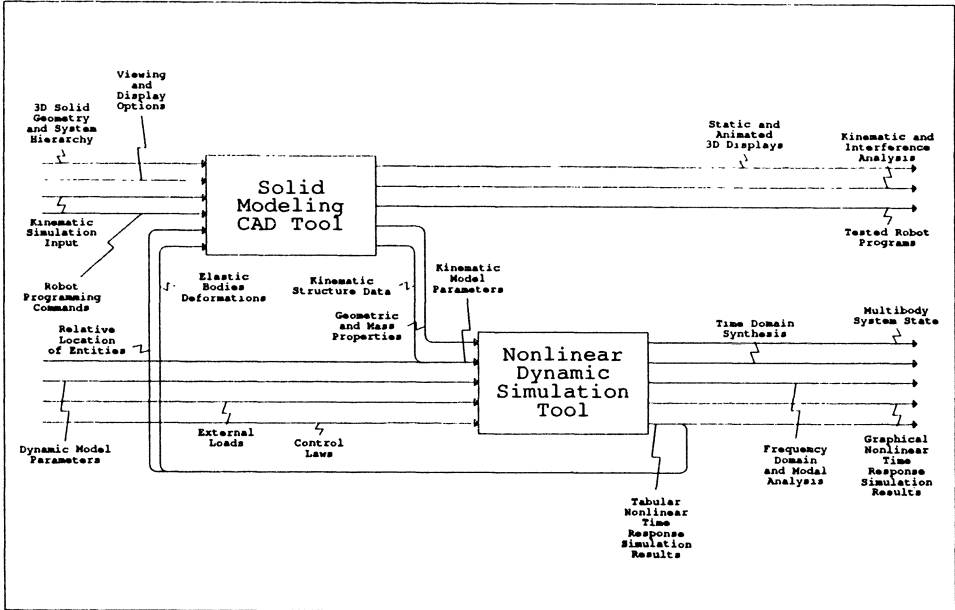 Viewing
and
Display
Options
3D Solid
Geometry
and System
Hierarchy
Static and
Animated
3D Displays
Kinematic and
Interference
Analysis
Solid
Modeling
CAD Tool
Kinematic
Simulation
Input
Tested Robot
Programs
Robot
Programming
Commands
Elastic
Bodies
Deformations
Kinematic
Structure Data
Kinematic
Model
Parameters
Geometric
and Mass
Properties
Relative
Location
of Entities
Time Domain
Synthesis
Multibody
System State
Nonlinear
Dynamic
Simulation
Tool
Dynamic Model
Parameters
External
Loads
Control
Laws
Tabular
Nonlinear
Time
Response
Simulation
Results
Frequency
Domain
and Modal
Analysis
Graphical
Nonlinear
Time
Response
Simulation
Results